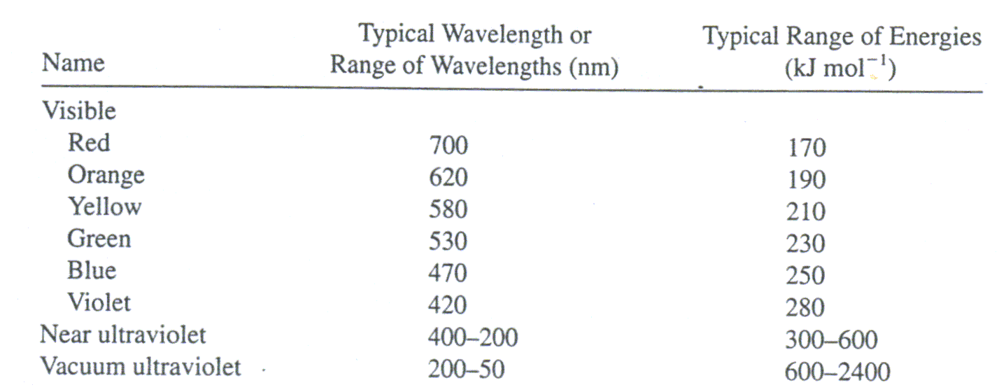 Name Typical Wavelength or Range of Wavelengths (nm) Typical Range of Energies (kJ mol⁻¹)
Visible
Red 700 170
Orange 620 190
Yellow 580 210
Green 530 230
Blue 470 250
Violet 420 280
Near ultraviolet 400–200 300–600
Vacuum ultraviolet 200–50 600–2400